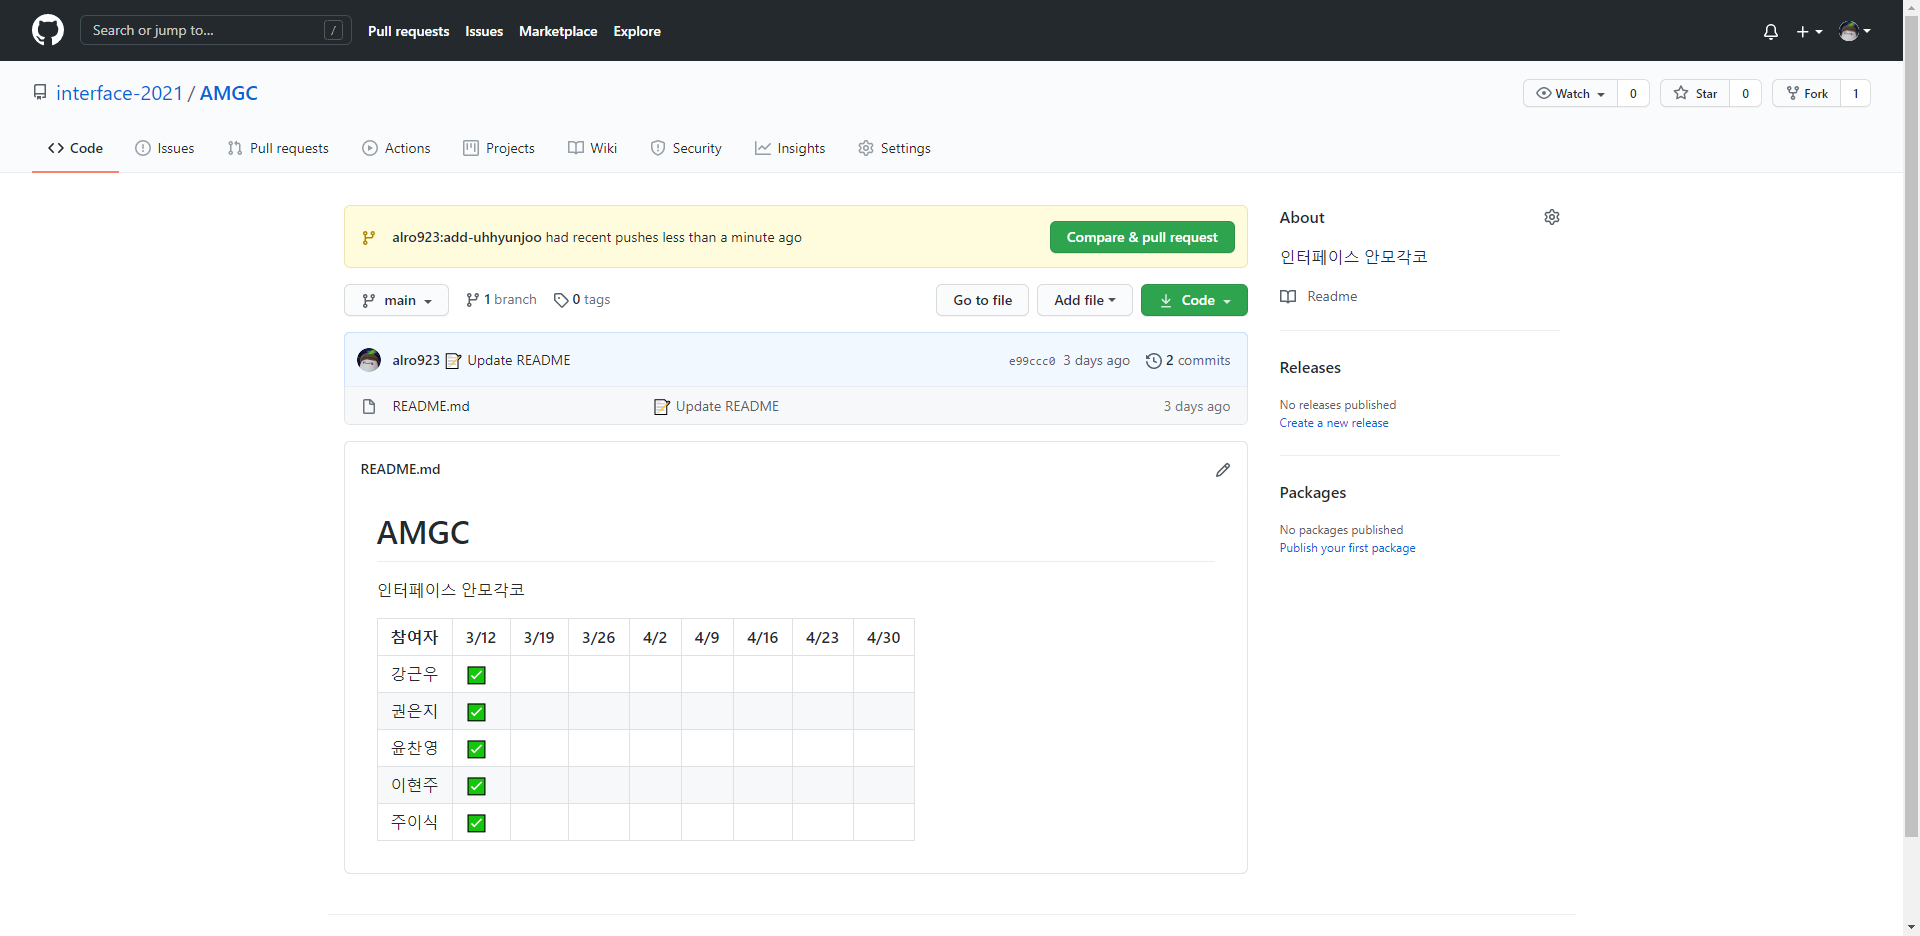 Search or jump to... / Pull requests Issues Marketplace Explore
interface-2021 / AMGC Watch 0 Star 0 Fork 1
Code Issues Pull requests Actions Projects Wiki Security Insights Settings
alro923:add-uhhyunjoo had recent pushes less than a minute ago Compare & pull request
main 1 branch 0 tags Go to file Add file Code
alro923 Update README e99ccc0 3 days ago 2 commits
README.md Update README 3 days ago
README.md
AMGC
인터페이스 안모각코
참여자 3/12 3/19 3/26 4/2 4/9 4/16 4/23 4/30
강근우 ✅
권은지 ✅
윤찬영 ✅
이현주 ✅
주이식 ✅
About
인터페이스 안모각코
Readme
Releases
No releases published
Create a new release
Packages
No packages published
Publish your first package